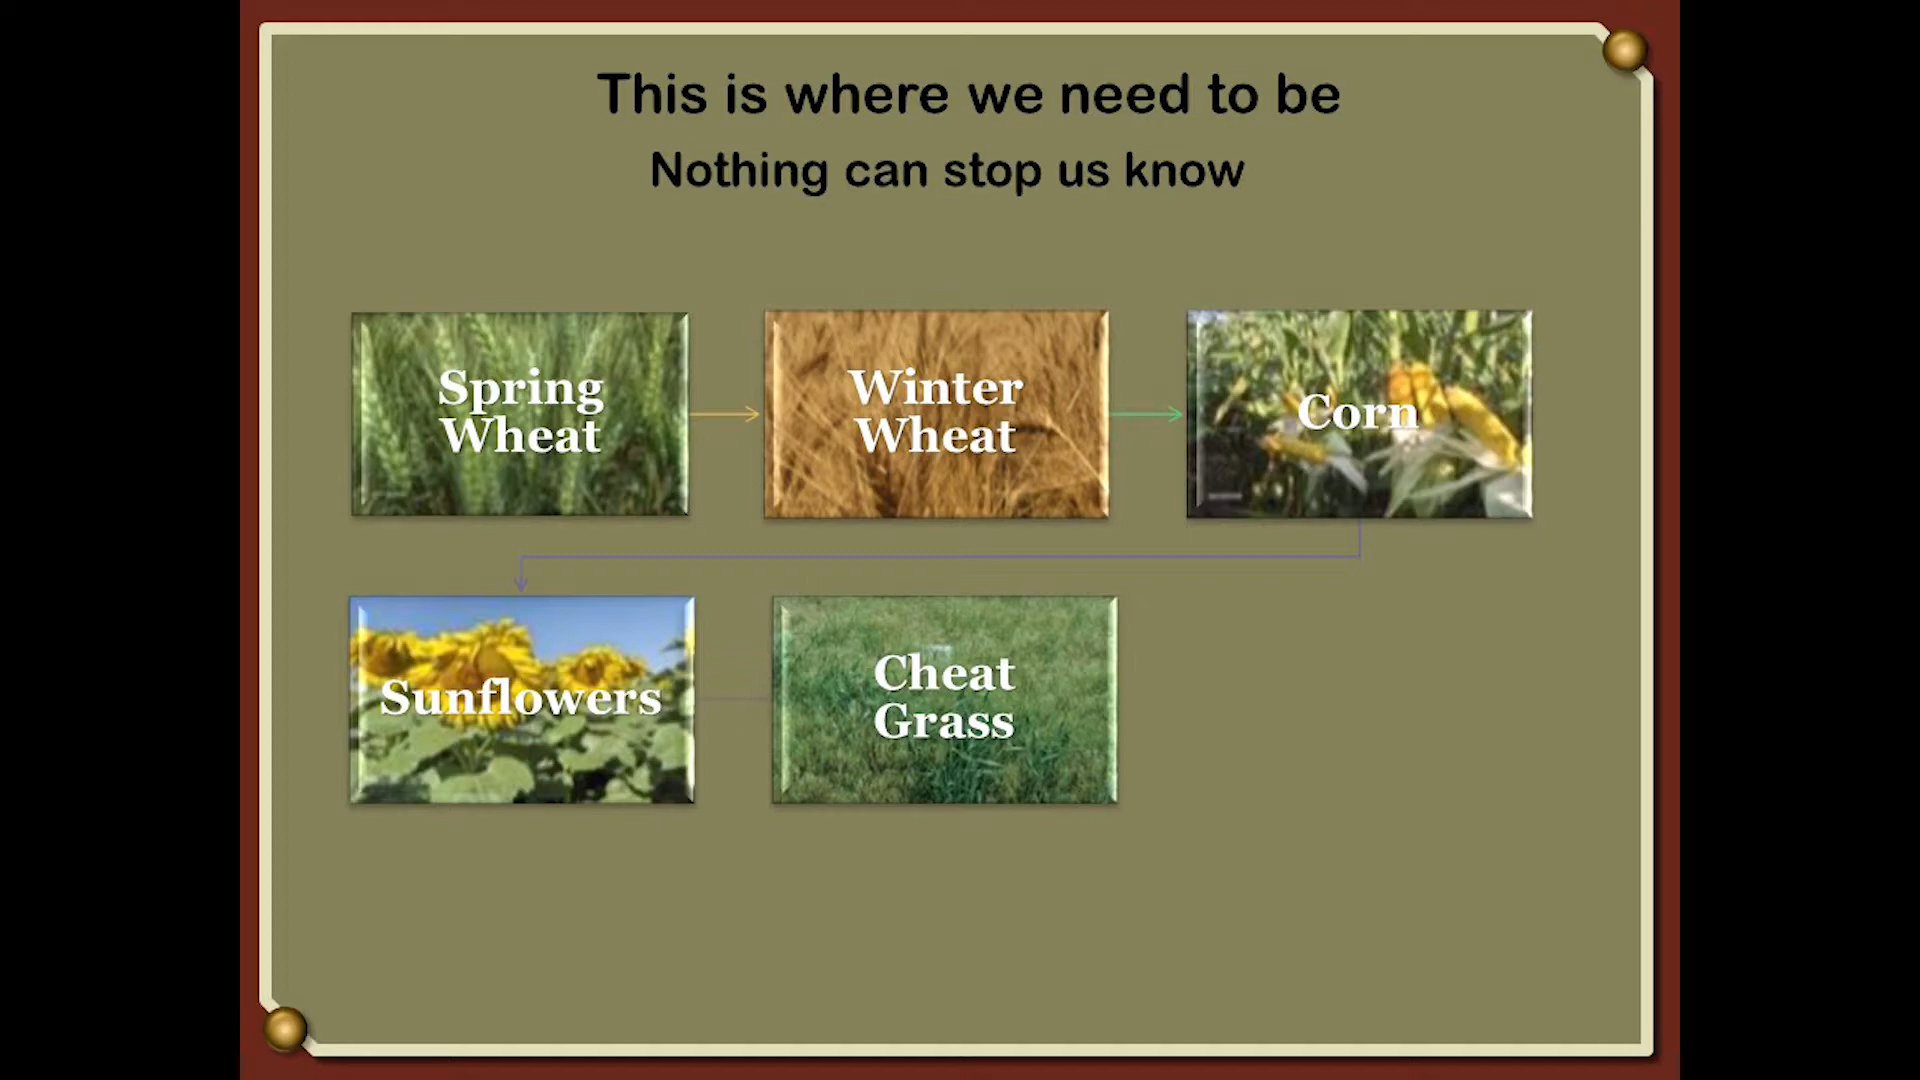 This is where we need to be
Nothing can stop us know
Spring
Wheat
Winter
Wheat
Corn
Sunflowers
Cheat
Grass